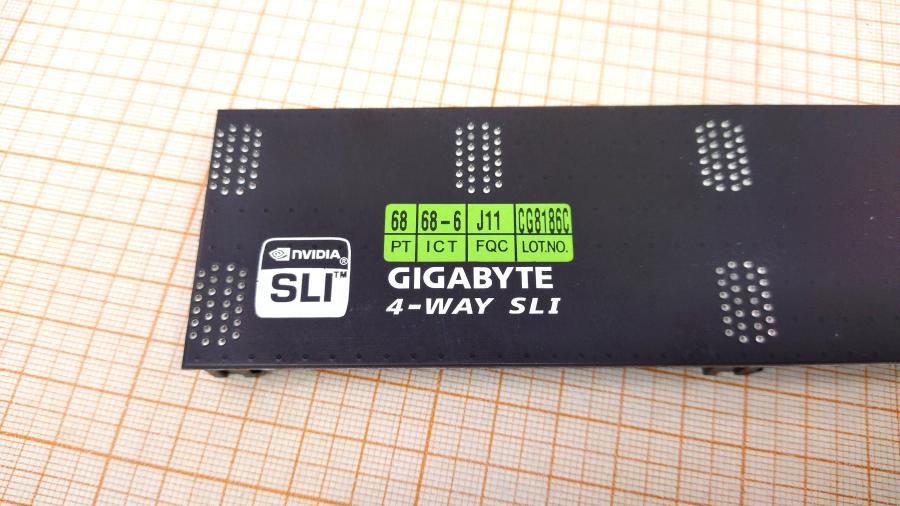 68 68-6 J11 CG8186C
PT ICT FQC LOT.NO.
NVIDIA®
SLI™
GIGABYTE
4-WAY SLI